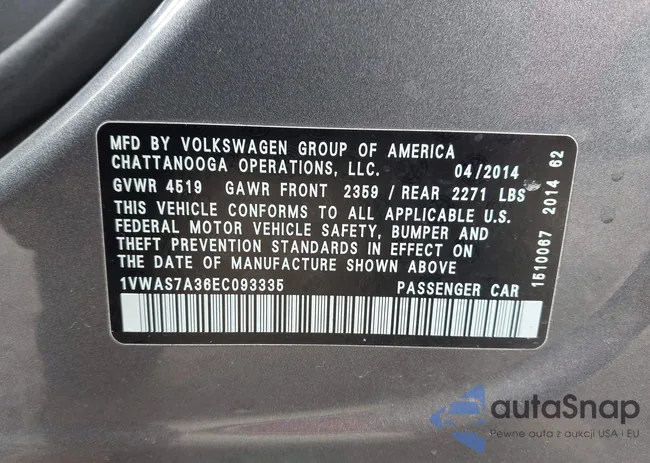 MFD BY VOLKSWAGEN GROUP OF AMERICA
CHATTANOOGA OPERATIONS, LLC. 04/2014
GVWR 4519 GAWR FRONT 2359 / REAR 2271 LBS
THIS VEHICLE CONFORMS TO ALL APPLICABLE U.S.
FEDERAL MOTOR VEHICLE SAFETY, BUMPER AND
THEFT PREVENTION STANDARDS IN EFFECT ON
THE DATE OF MANUFACTURE SHOWN ABOVE
1VWAS7A36EC093335 PASSENGER CAR
1510067 2014 62
autoSnap
Pewne auta z aukcji USA i EU